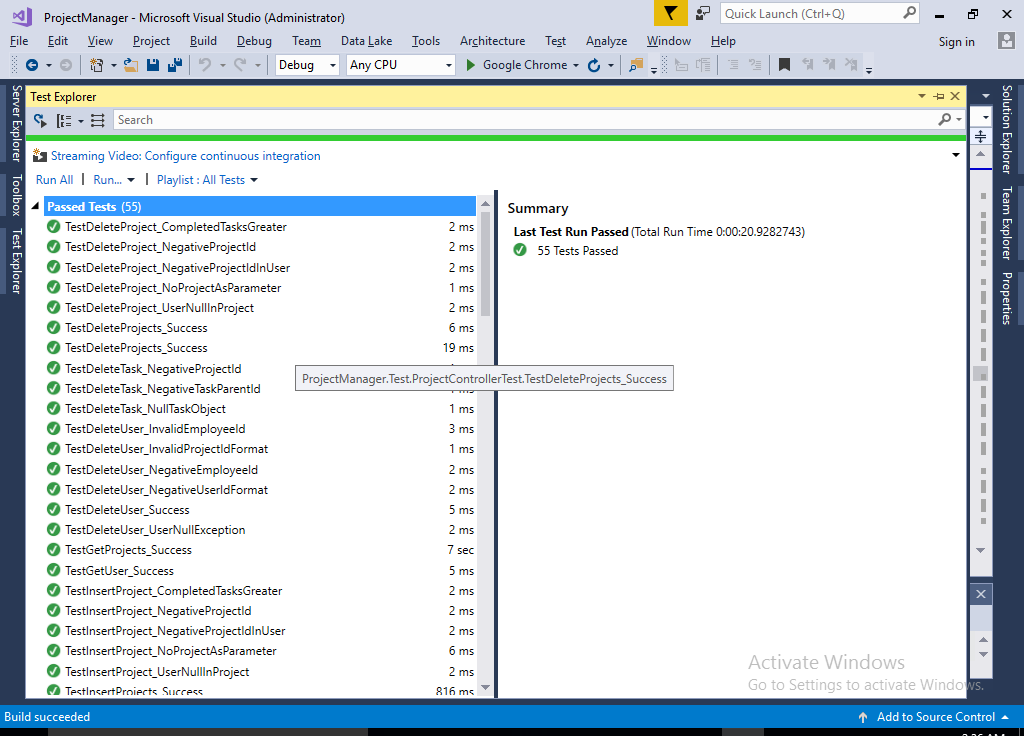 ProjectManager - Microsoft Visual Studio (Administrator)
Quick Launch (Ctrl+Q)
File Edit View Project Build Debug Team Data Lake Tools Architecture Test Analyze Window Help
Sign in
Debug Any CPU Google Chrome
Server Explorer
Toolbox
Test Explorer
Test Explorer
Search
Streaming Video: Configure continuous integration
Run All | Run... | Playlist : All Tests
Passed Tests (55)
TestDeleteProject_CompletedTasksGreater 2 ms
TestDeleteProject_NegativeProjectId 2 ms
TestDeleteProject_NegativeProjectIdInUser 2 ms
TestDeleteProject_NoProjectAsParameter 1 ms
TestDeleteProject_UserNullInProject 2 ms
TestDeleteProjects_Success 6 ms
TestDeleteProjects_Success 19 ms
TestDeleteTask_NegativeProjectId
TestDeleteTask_NegativeTaskParentId
TestDeleteTask_NullTaskObject 1 ms
TestDeleteUser_InvalidEmployeeId 3 ms
TestDeleteUser_InvalidProjectIdFormat 1 ms
TestDeleteUser_NegativeEmployeeId 2 ms
TestDeleteUser_NegativeUserIdFormat 2 ms
TestDeleteUser_Success 5 ms
TestDeleteUser_UserNullException 2 ms
TestGetProjects_Success 7 sec
TestGetUser_Success 5 ms
TestInsertProject_CompletedTasksGreater 2 ms
TestInsertProject_NegativeProjectId 2 ms
TestInsertProject_NegativeProjectIdInUser 2 ms
TestInsertProject_NoProjectAsParameter 6 ms
TestInsertProject_UserNullInProject 2 ms
TestInsertProjects_Success 816 ms
ProjectManager.Test.ProjectControllerTest.TestDeleteProjects_Success
Summary
Last Test Run Passed (Total Run Time 0:00:20.9282743)
55 Tests Passed
Solution Explorer
Team Explorer
Properties
Activate Windows
Go to Settings to activate Windows.
Build succeeded
Add to Source Control